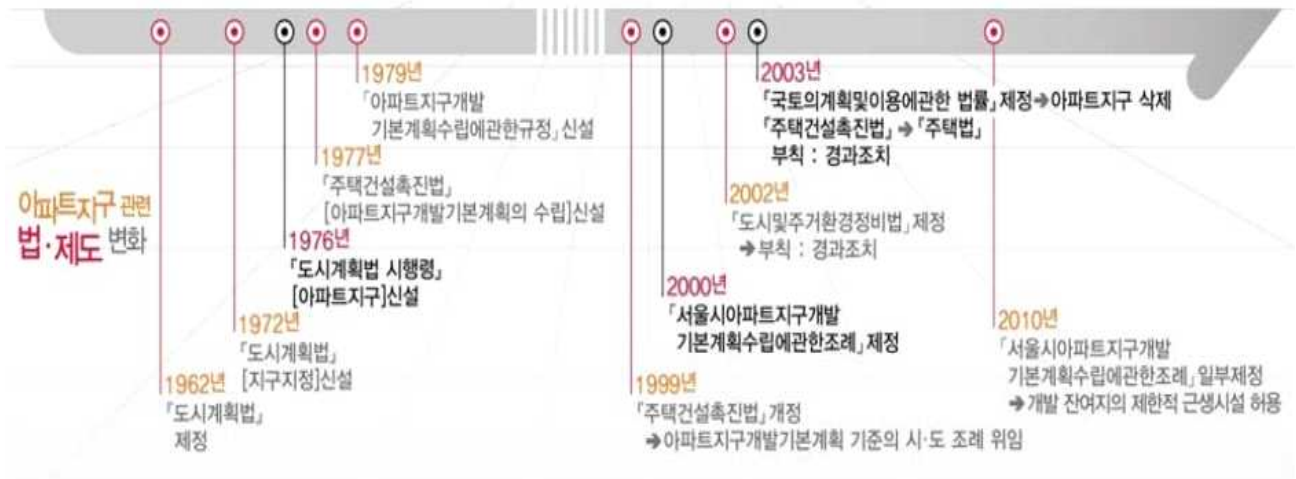 아파트지구 관련
법·제도 변화
1962년
「도시계획법」
제정
1972년
「도시계획법」
[지구지정]신설
1976년
「도시계획법 시행령」
[아파트지구]신설
1977년
「주택건설촉진법」
[아파트지구개발기본계획의 수립]신설
1979년
「아파트지구개발
기본계획수립에관한규정」신설
1999년
「주택건설촉진법」개정
➔아파트지구개발기본계획 기준의 시·도 조례 위임
2000년
「서울시아파트지구개발
기본계획수립에관한조례」제정
2002년
「도시및주거환경정비법」제정
➔부칙 : 경과조치
2003년
「국토의계획및이용에관한 법률」제정➔아파트지구 삭제
「주택건설촉진법」➔「주택법」
부칙 : 경과조치
2010년
「서울시아파트지구개발
기본계획수립에관한조례」일부제정
➔개발 잔여지의 제한적 근생시설 허용